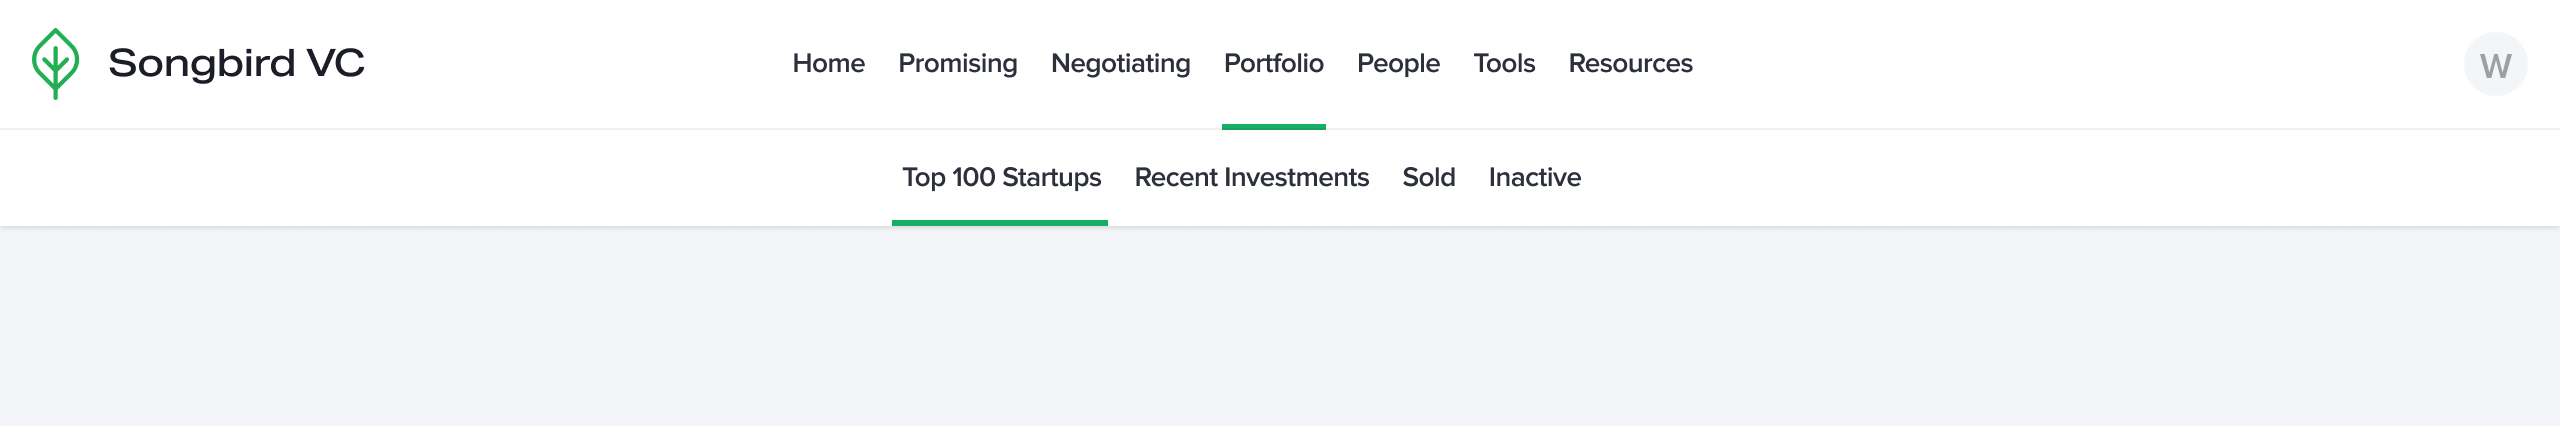 Songbird VC
Home Promising Negotiating Portfolio People Tools Resources
W
Top 100 Startups Recent Investments Sold Inactive